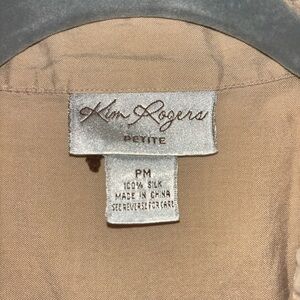 Kim Rogers
PETITE
PM
100% SILK
MADE IN CHINA
SEE REVERSE FOR CARE